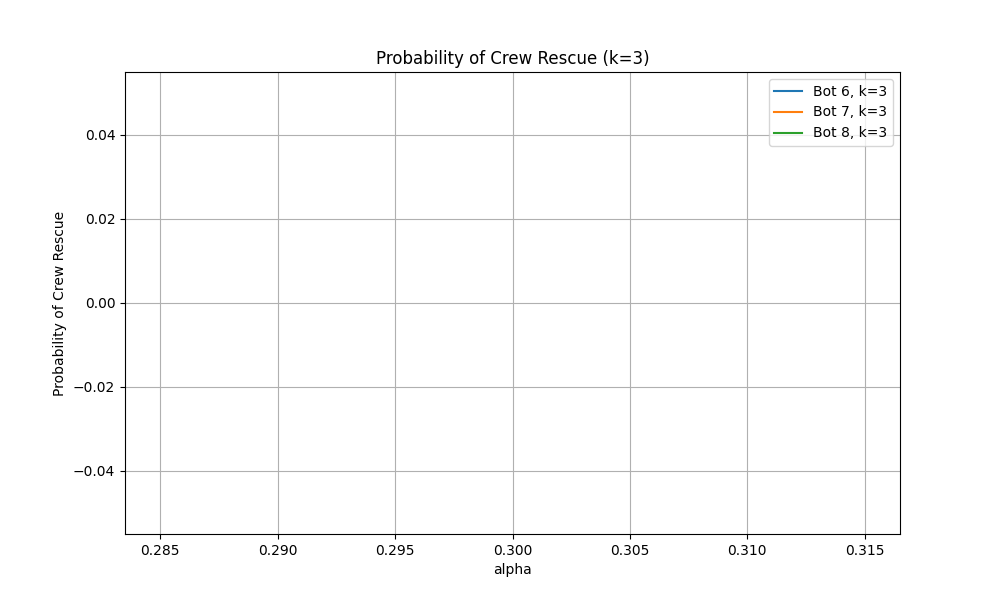 Probability of Crew Rescue (k=3)
Bot 6, k=3
Bot 7, k=3
Bot 8, k=3
Probability of Crew Rescue
0.04
0.02
0.00
−0.02
−0.04
0.285 0.290 0.295 0.300 0.305 0.310 0.315
alpha